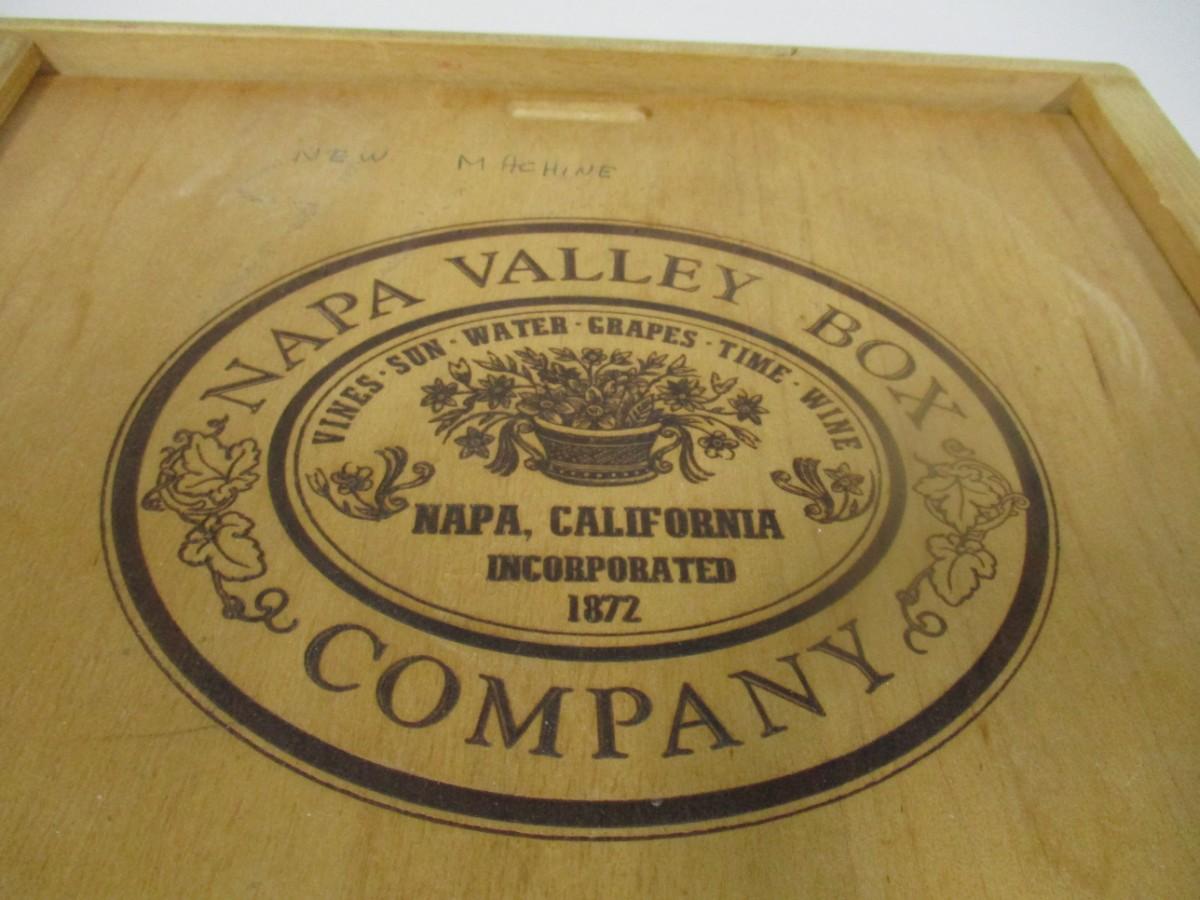 NEW MACHINE
NAPA VALLEY BOX
VINES · SUN · WATER · GRAPES · TIME · WINE
NAPA, CALIFORNIA
INCORPORATED
1872
COMPANY